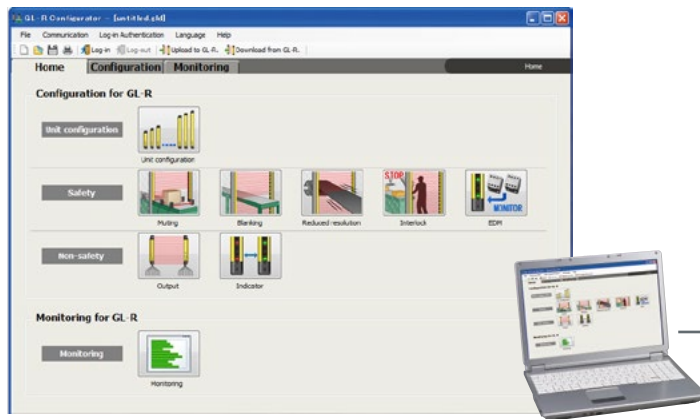 GL-R Configurator - [untitled.gld]
File Communication Log-in Authentication Language Help
Log-in Log-out Upload to GL-R. Download from GL-R.
Home Configuration Monitoring Home
Configuration for GL-R
Unit configuration
Unit configuration
Safety
STOP
MONITOR
Muting Blanking Reduced resolution Interlock EDM
Non-safety
Output Indicator
Monitoring for GL-R
Monitoring
Monitoring